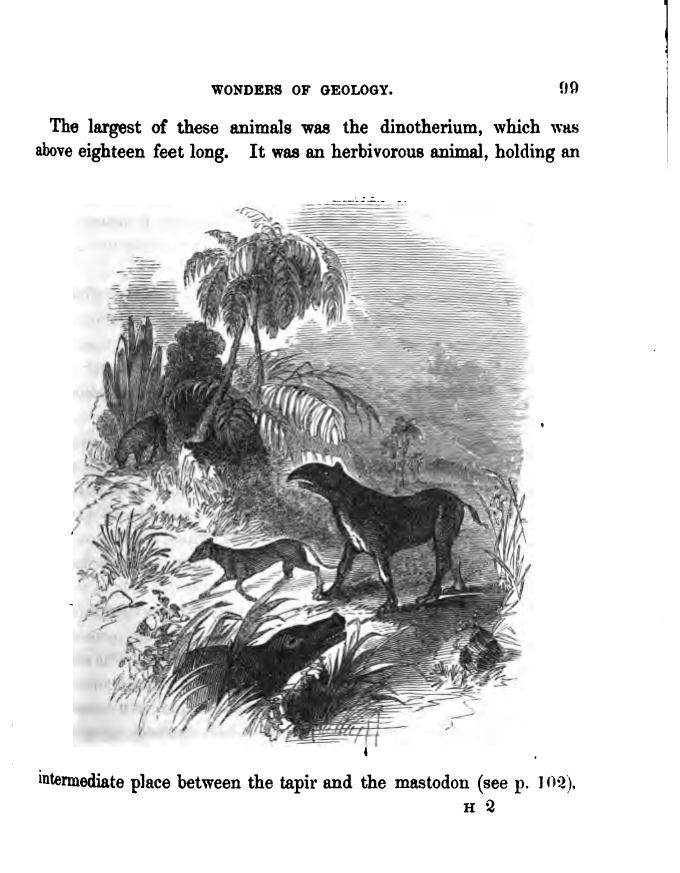 WONDERS OF GEOLOGY. 99
The largest of these animals was the dinotherium, which was
above eighteen feet long. It was an herbivorous animal, holding an
intermediate place between the tapir and the mastodon (see p. 102),
H 2